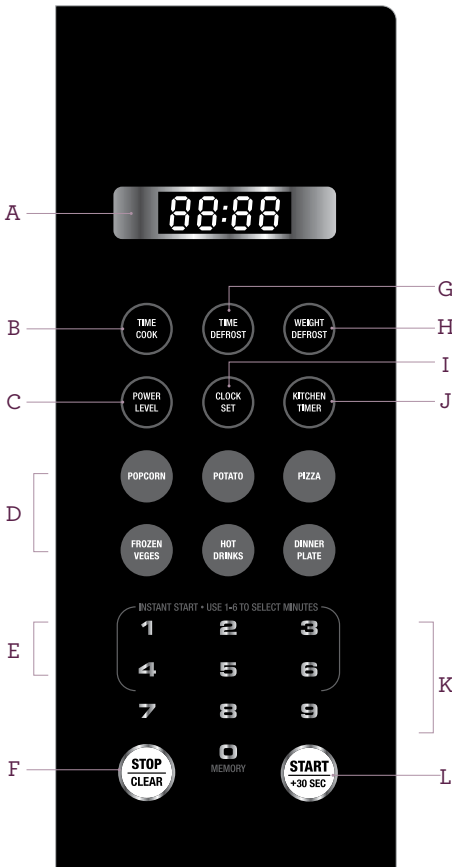 A
88:88
G
B
TIME
COOK
TIME
DEFROST
WEIGHT
DEFROST
H
I
C
POWER
LEVEL
CLOCK
SET
KITCHEN
TIMER
J
D
POPCORN
POTATO
PIZZA
FROZEN
VEGES
HOT
DRINKS
DINNER
PLATE
INSTANT START • USE 1-6 TO SELECT MINUTES
E
1 2 3
4 5 6
K
7 8 9
F
STOP
CLEAR
0
MEMORY
START
+30 SEC
L